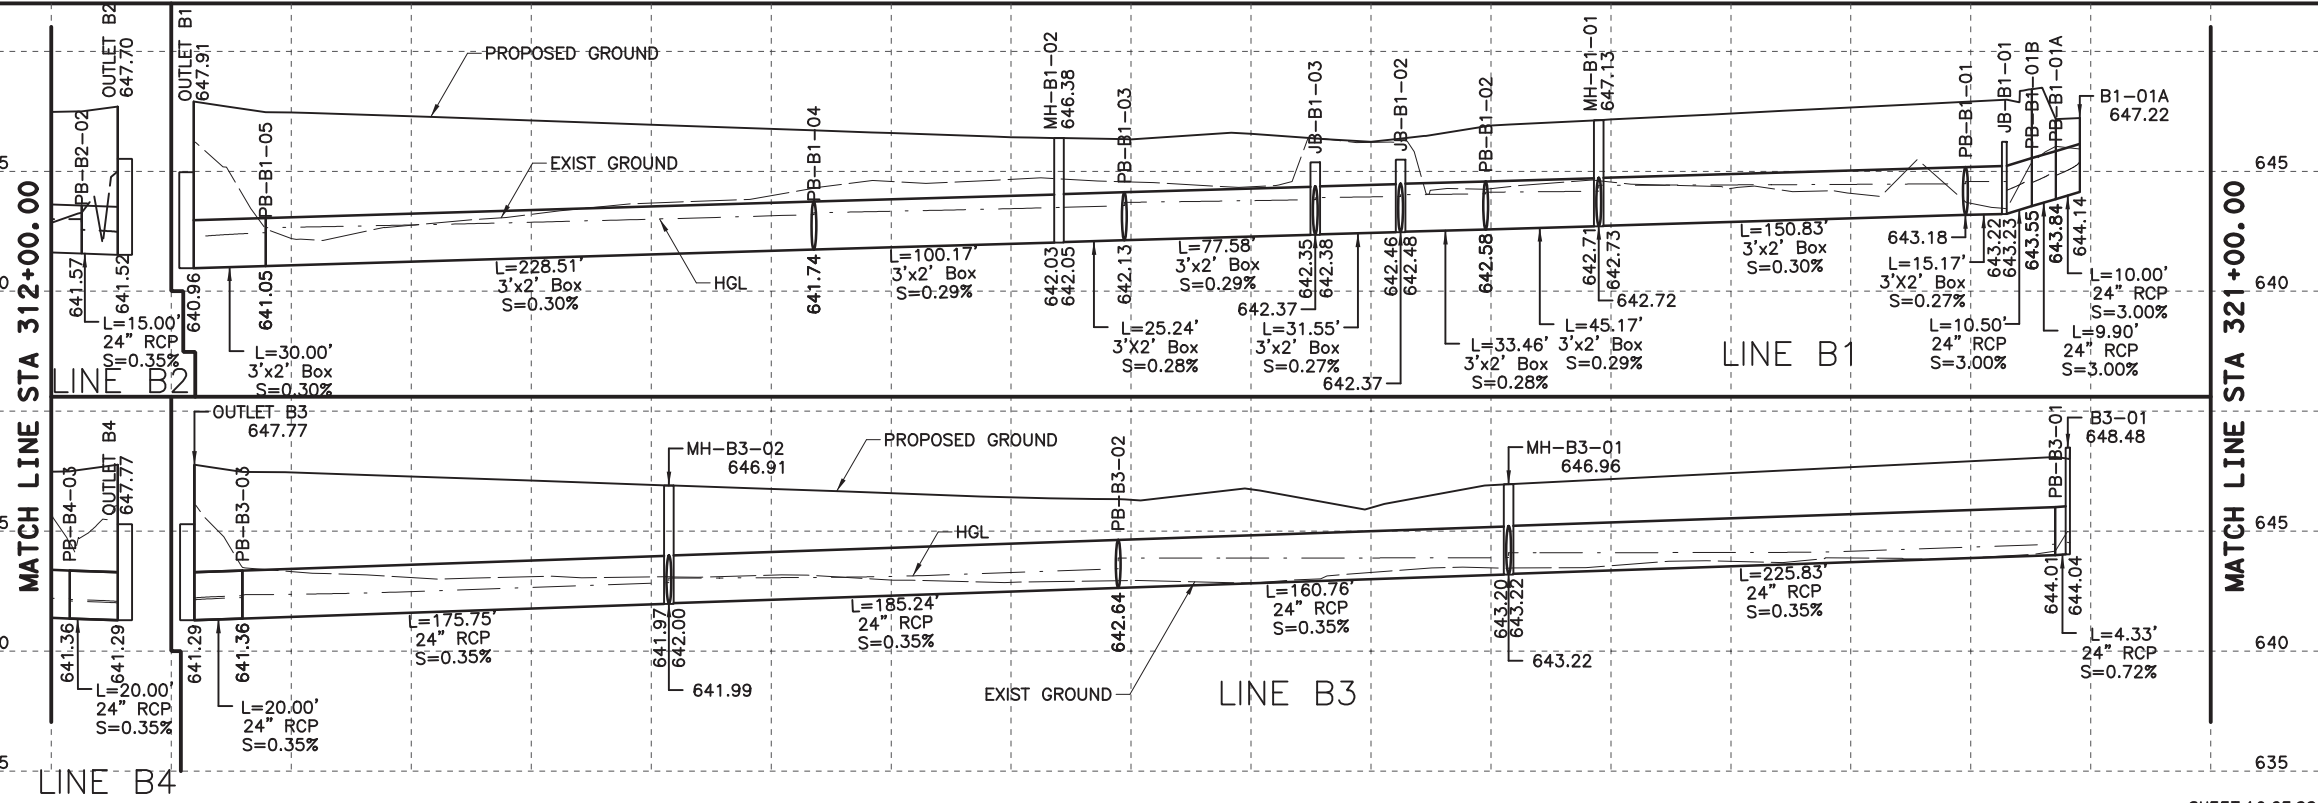 MATCH LINE STA 312+00.00
PB-B2-02
OUTLET B2
647.70
641.57
641.52
L=15.00'
24" RCP
S=0.35%
LINE B2
OUTLET B1
647.91
PB-B1-05
640.96
641.05
L=30.00'
3'x2' Box
S=0.30%
PROPOSED GROUND
EXIST GROUND
L=228.51'
3'x2' Box
S=0.30%
HGL
PB-B1-04
641.74
L=100.17'
3'x2' Box
S=0.29%
MH-B1-02
646.38
642.03
642.05
L=25.24'
3'X2' Box
S=0.28%
PB-B1-03
642.13
L=77.58'
3'x2' Box
S=0.29%
JB-B1-03
642.35
642.38
642.37
L=31.55'
3'x2' Box
S=0.27%
JB-B1-02
642.46
642.48
642.37
L=33.46'
3'x2' Box
S=0.28%
PB-B1-02
642.58
L=45.17'
3'x2' Box
S=0.29%
MH-B1-01
647.13
642.71
642.73
642.72
L=150.83'
3'x2' Box
S=0.30%
LINE B1
PB-B1-01
643.18
L=15.17'
3'X2' Box
S=0.27%
JB-B1-01
643.22
643.23
L=10.50'
24" RCP
S=3.00%
PB-B1-01B
643.55
L=9.90'
24" RCP
S=3.00%
PB-B1-01A
643.84
644.14
L=10.00'
24" RCP
S=3.00%
B1-01A
647.22
645
640
MATCH LINE STA 321+00.00
PB-B4-03
OUTLET B4
647.77
641.36
641.29
L=20.00'
24" RCP
S=0.35%
LINE B4
OUTLET B3
647.77
PB-B3-03
641.29
641.36
L=20.00'
24" RCP
S=0.35%
L=175.75'
24" RCP
S=0.35%
MH-B3-02
646.91
641.97
642.00
641.99
PROPOSED GROUND
HGL
L=185.24'
24" RCP
S=0.35%
PB-B3-02
642.64
EXIST GROUND
L=160.76'
24" RCP
S=0.35%
LINE B3
MH-B3-01
646.96
643.20
643.22
643.22
L=225.83'
24" RCP
S=0.35%
PB-B3-01
B3-01
648.48
644.01
644.04
L=4.33'
24" RCP
S=0.72%
645
640
635